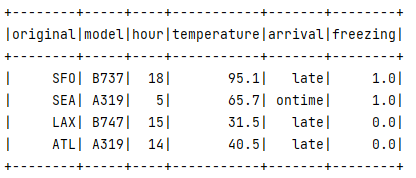 +--------+-----+----+-----------+-------+--------+
|original|model|hour|temperature|arrival|freezing|
+--------+-----+----+-----------+-------+--------+
|     SFO| B737|  18|       95.1|   late|     1.0|
|     SEA| A319|   5|       65.7| ontime|     1.0|
|     LAX| B747|  15|       31.5|   late|     0.0|
|     ATL| A319|  14|       40.5|   late|     0.0|
+--------+-----+----+-----------+-------+--------+